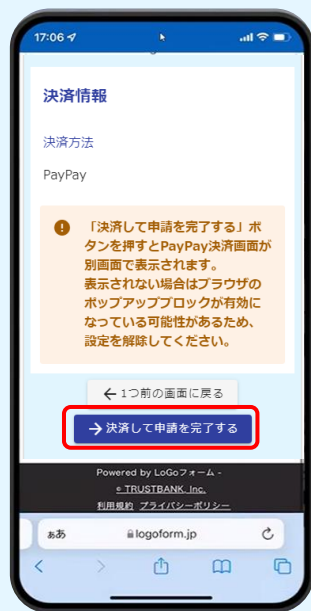 17:06
決済情報
決済方法
PayPay
「決済して申請を完了する」ボ
タンを押すとPayPay決済画面が
別画面で表示されます。
表示されない場合はブラウザの
ポップアップブロックが有効に
なっている可能性があるため、
設定を解除してください。
← 1つ前の画面に戻る
→ 決済して申請を完了する
Powered by LoGoフォーム -
© TRUSTBANK, Inc.
利用規約 プライバシーポリシー
ぁあ logoform.jp